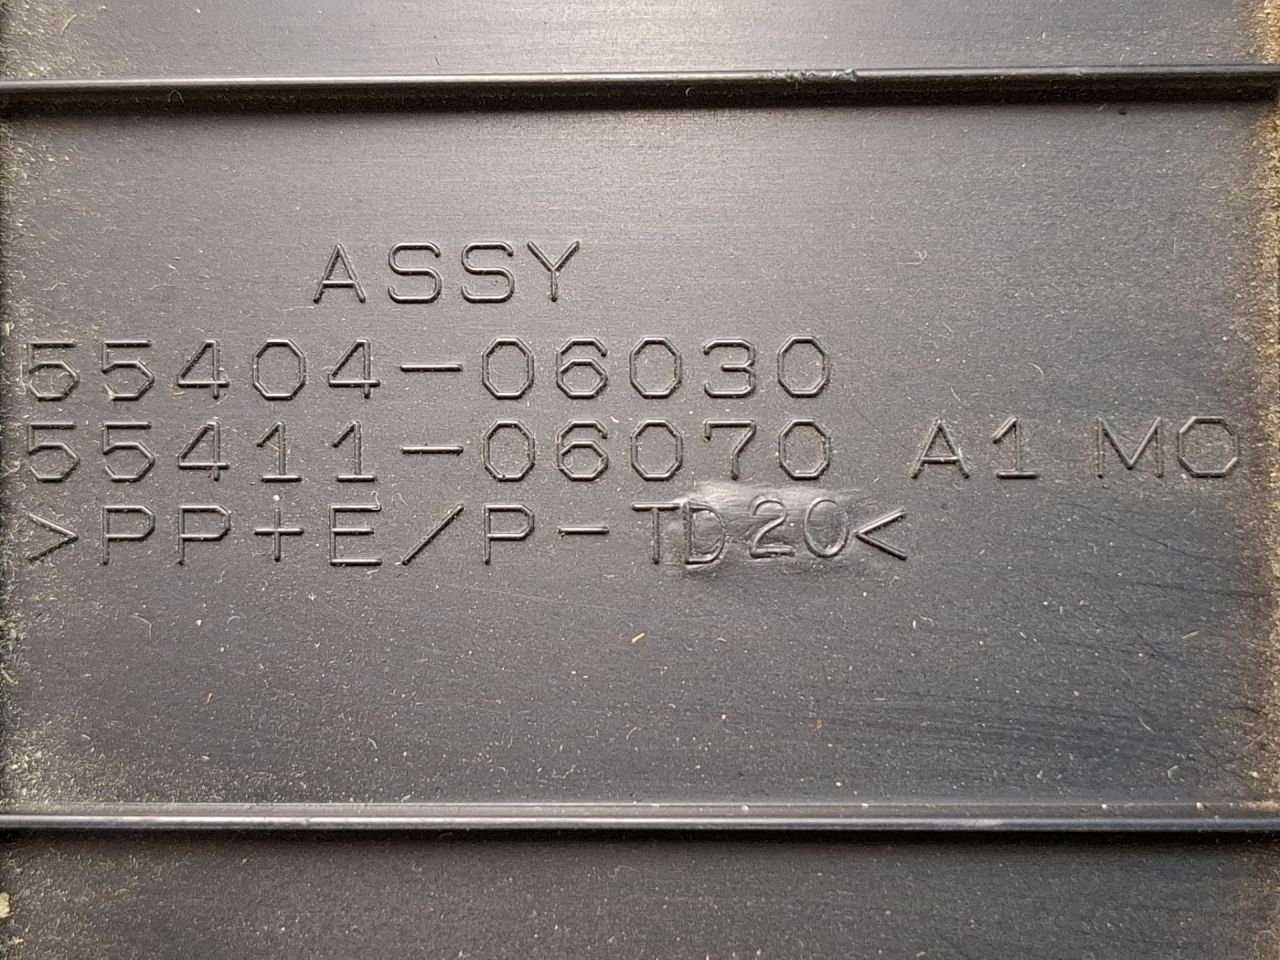 ASSY
55404-06030
55411-06070 A1 MO
>PP+E/P-TD20<